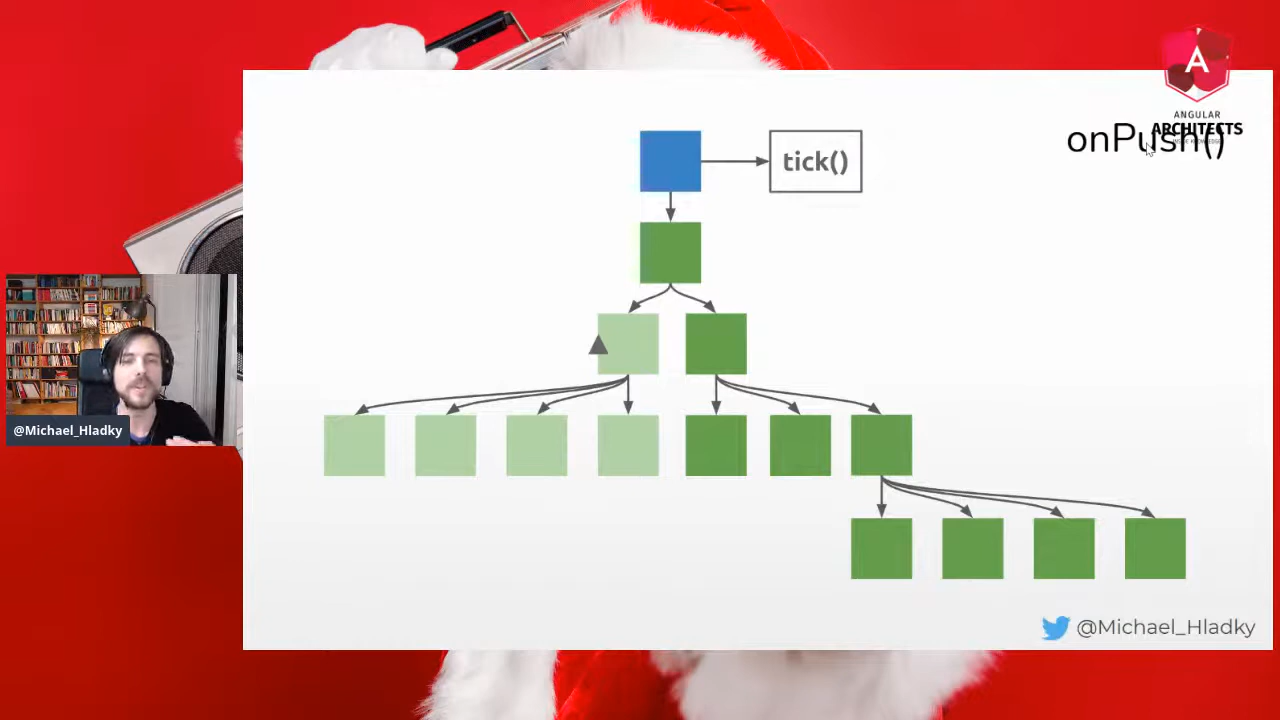 onPush()
ANGULAR
ARCHITECTS
tick()
@Michael_Hladky
@Michael_Hladky